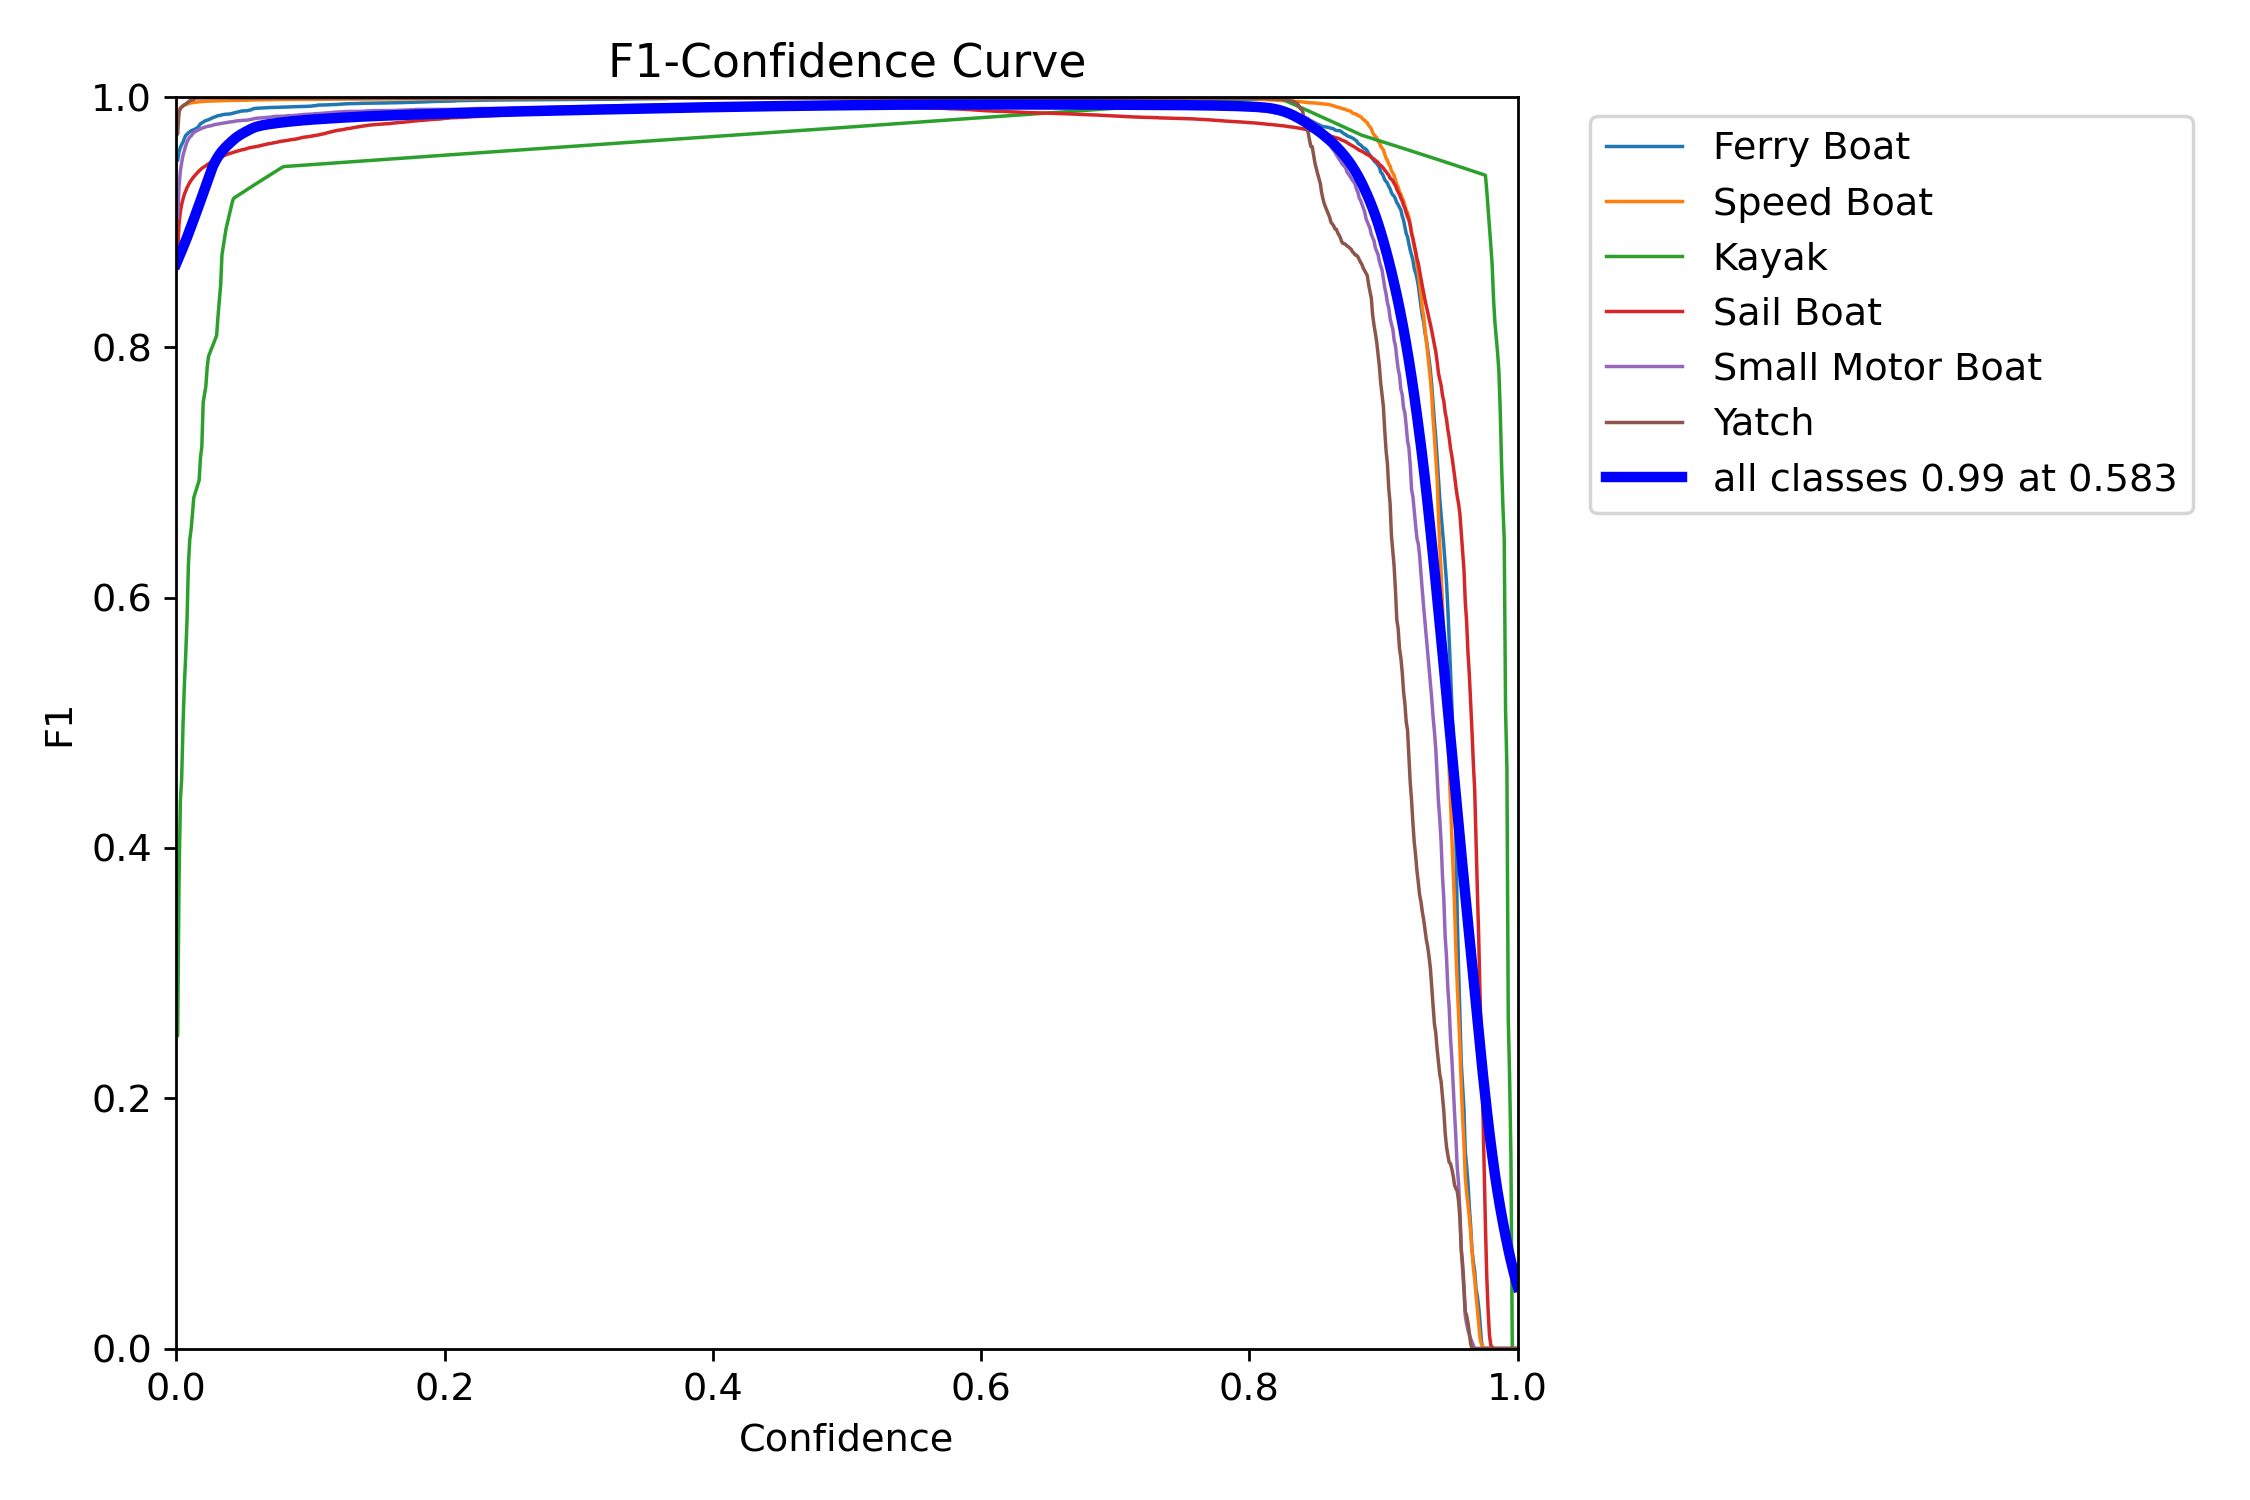 F1-Confidence Curve
1.0
0.8
0.6
0.4
0.2
0.0
F1
0.0 0.2 0.4 0.6 0.8 1.0
Confidence
Ferry Boat
Speed Boat
Kayak
Sail Boat
Small Motor Boat
Yatch
all classes 0.99 at 0.583